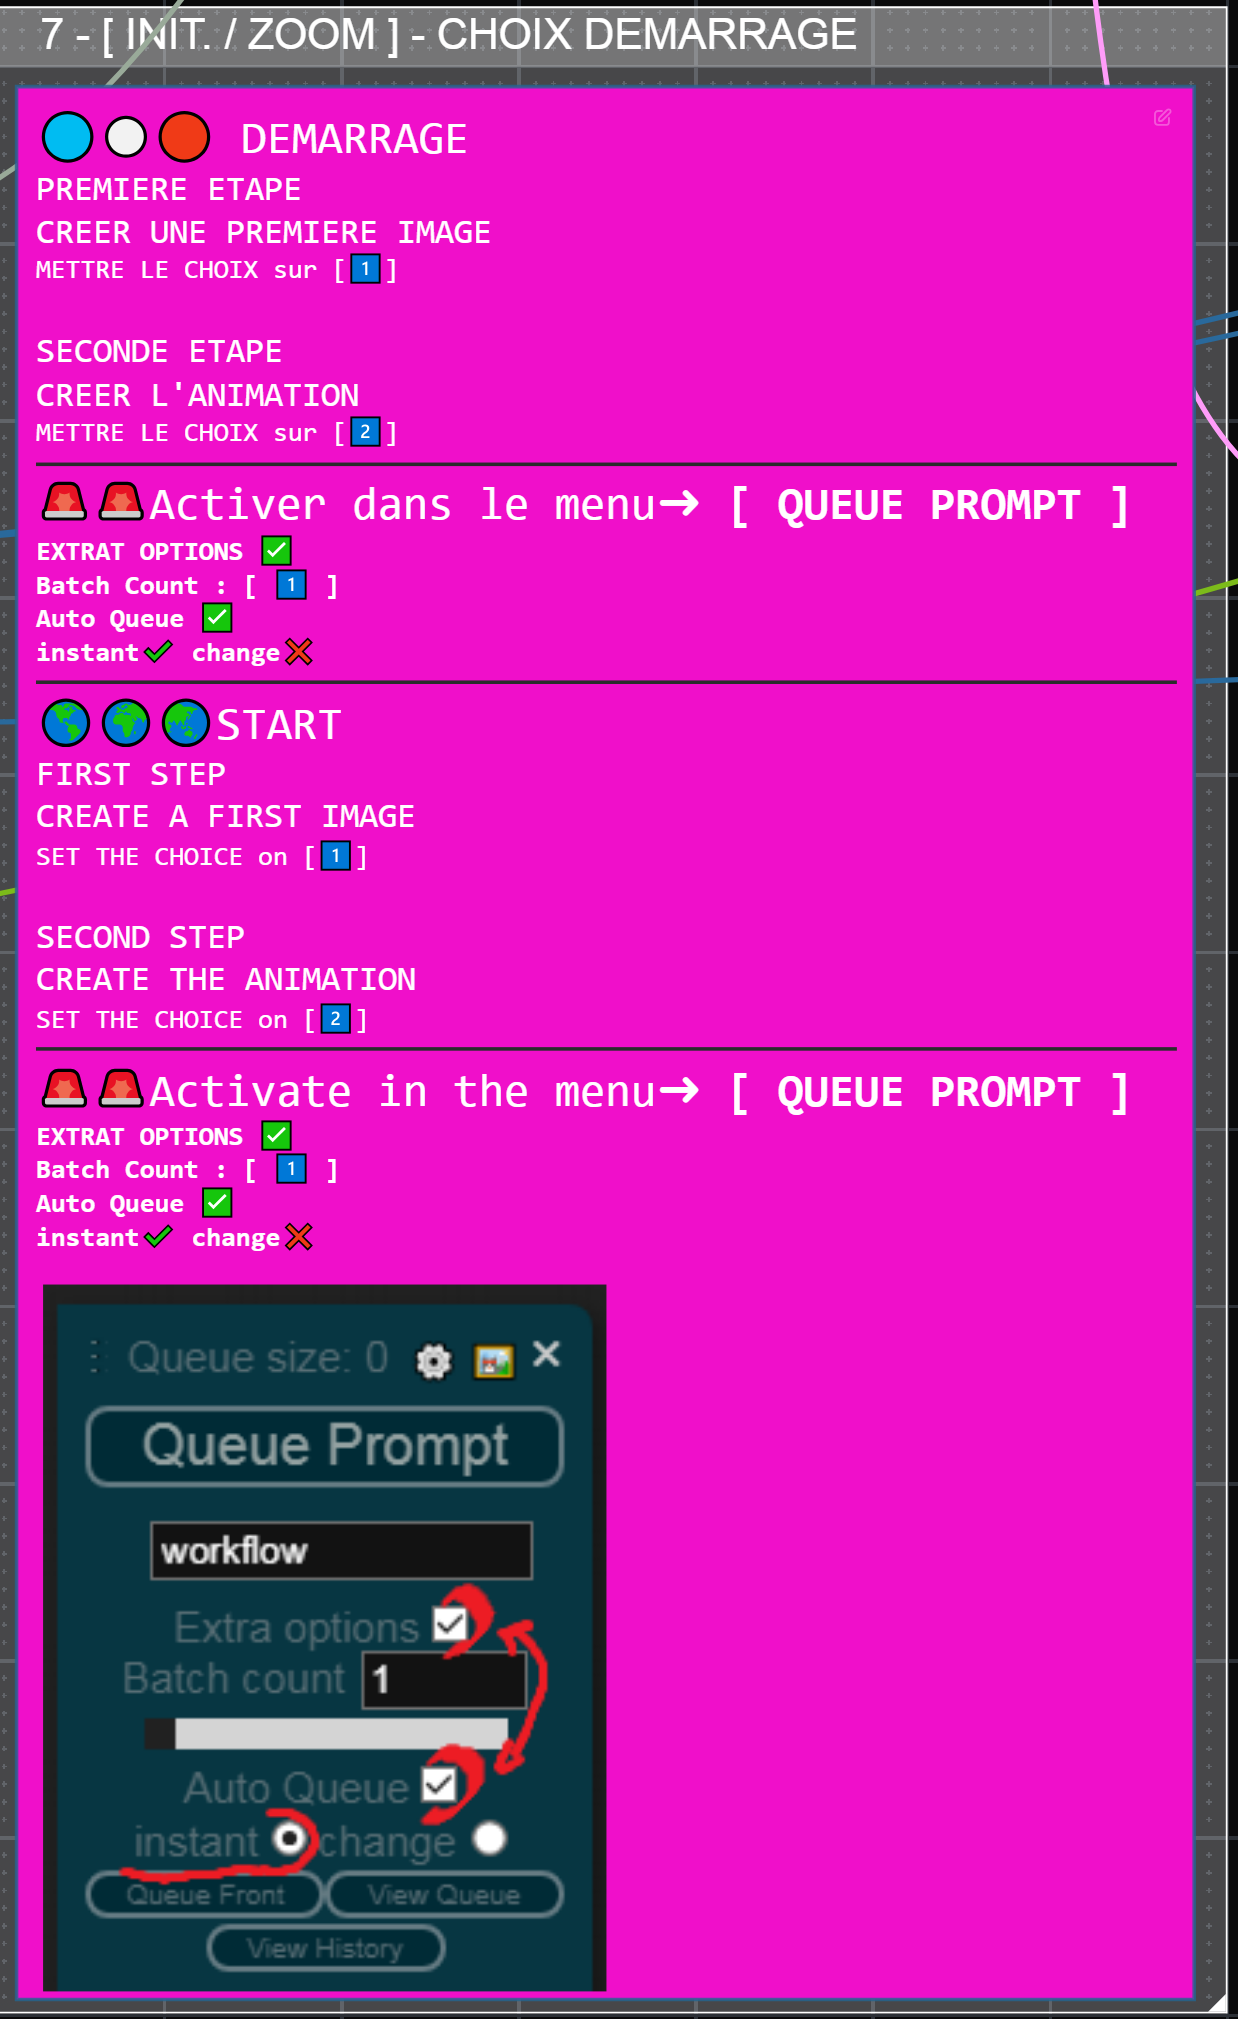 7 - [ INIT. / ZOOM ] - CHOIX DEMARRAGE
DEMARRAGE
PREMIERE ETAPE
CREER UNE PREMIERE IMAGE
METTRE LE CHOIX sur [1]
SECONDE ETAPE
CREER L'ANIMATION
METTRE LE CHOIX sur [2]
Activer dans le menu→ [ QUEUE PROMPT ]
EXTRAT OPTIONS ✅
Batch Count : [ 1 ]
Auto Queue ✅
instant✔ change❌
START
FIRST STEP
CREATE A FIRST IMAGE
SET THE CHOICE on [1]
SECOND STEP
CREATE THE ANIMATION
SET THE CHOICE on [2]
Activate in the menu→ [ QUEUE PROMPT ]
EXTRAT OPTIONS ✅
Batch Count : [ 1 ]
Auto Queue ✅
instant✔ change❌
Queue size: 0
Queue Prompt
workflow
Extra options
Batch count 1
Auto Queue
instant change
Queue Front View Queue
View History